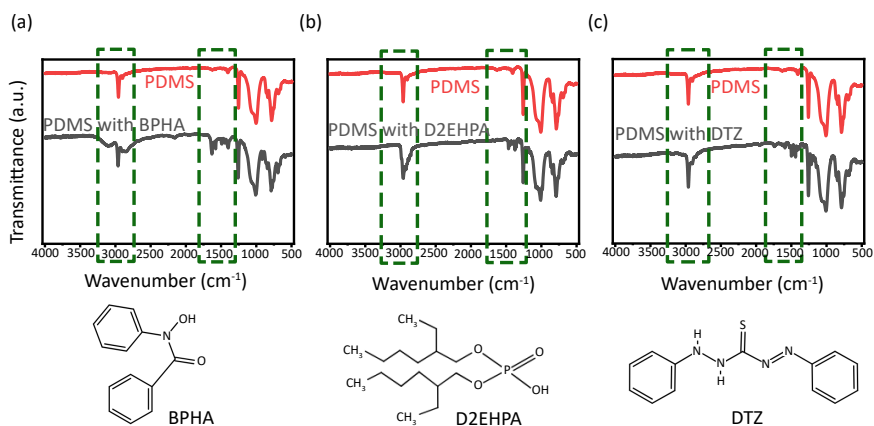 (a)
(b)
(c)
Transmittance (a.u.)
PDMS
PDMS with BPHA
PDMS
PDMS with D2EHPA
PDMS
PDMS with DTZ
4000 3500 3000 2500 2000 1500 1000 500
4000 3500 3000 2500 2000 1500 1000 500
4000 3500 3000 2500 2000 1500 1000 500
Wavenumber (cm⁻¹)
Wavenumber (cm⁻¹)
Wavenumber (cm⁻¹)
OH
N
O
BPHA
CH₃
CH₃
O
O
P
O
OH
CH₃
CH₃
D2EHPA
H
N
N
H
S
N
N
DTZ